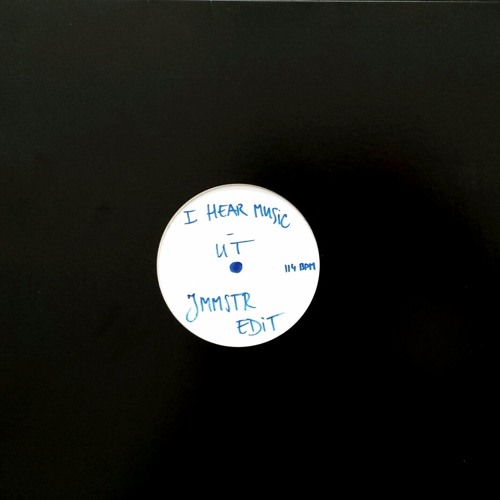 I HEAR MUSiC
-
UT
114 BPM
JMMSTR
EDiT